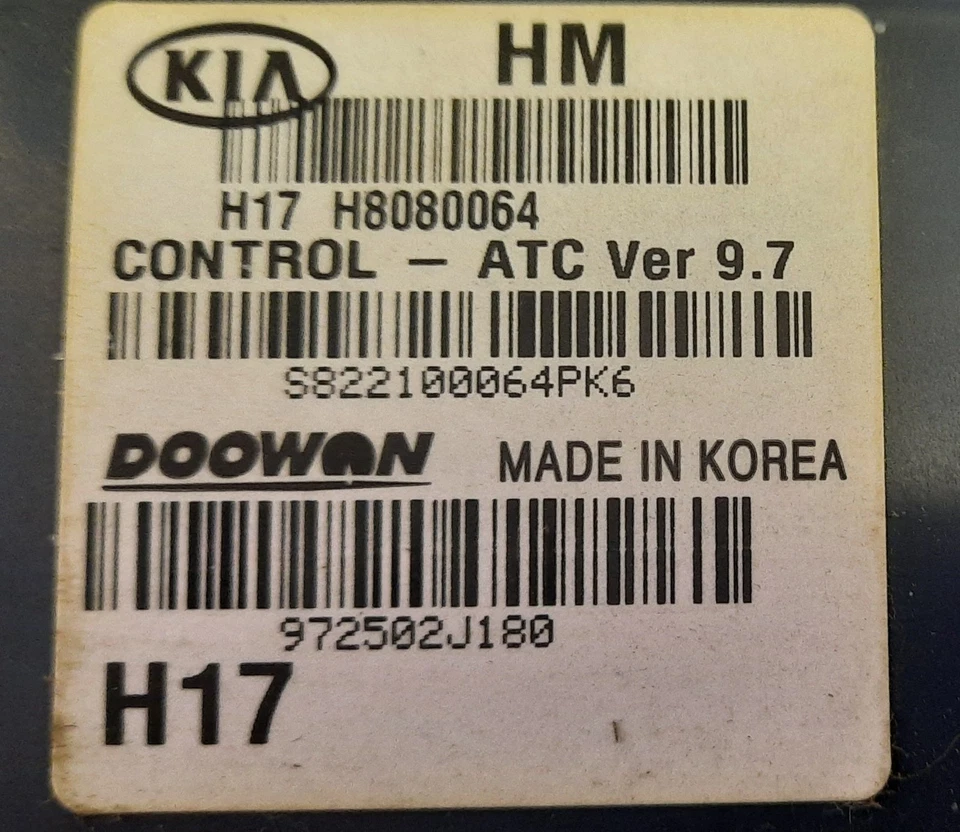 KIA HM
H17 H8080064
CONTROL - ATC Ver 9.7
S822100064PK6
DOOWON MADE IN KOREA
972502J180
H17